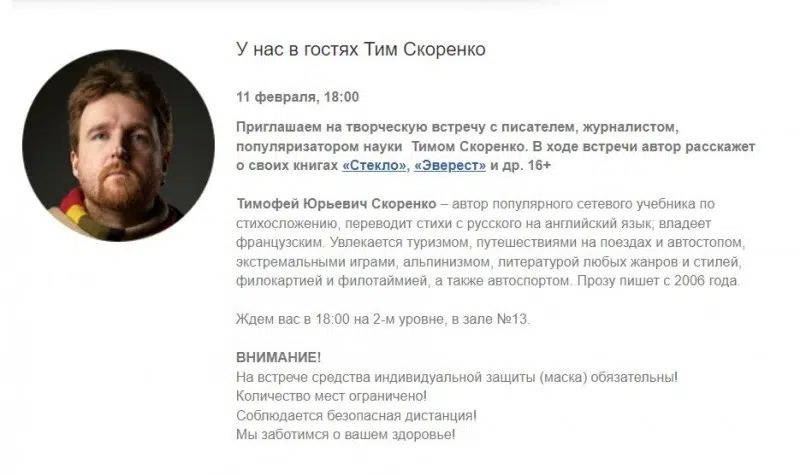 У нас в гостях Тим Скоренко
11 февраля, 18:00
Приглашаем на творческую встречу с писателем, журналистом,
популяризатором науки  Тимом Скоренко. В ходе встречи автор расскажет
о своих книгах «Стекло», «Эверест» и др. 16+
Тимофей Юрьевич Скоренко – автор популярного сетевого учебника по
стихосложению, переводит стихи с русского на английский язык; владеет
французским. Увлекается туризмом, путешествиями на поездах и автостопом,
экстремальными играми, альпинизмом, литературой любых жанров и стилей,
филокартией и филотаймией, а также автоспортом. Прозу пишет с 2006 года.
Ждем вас в 18:00 на 2-м уровне, в зале №13.
ВНИМАНИЕ!
На встрече средства индивидуальной защиты (маска) обязательны!
Количество мест ограничено!
Соблюдается безопасная дистанция!
Мы заботимся о вашем здоровье!